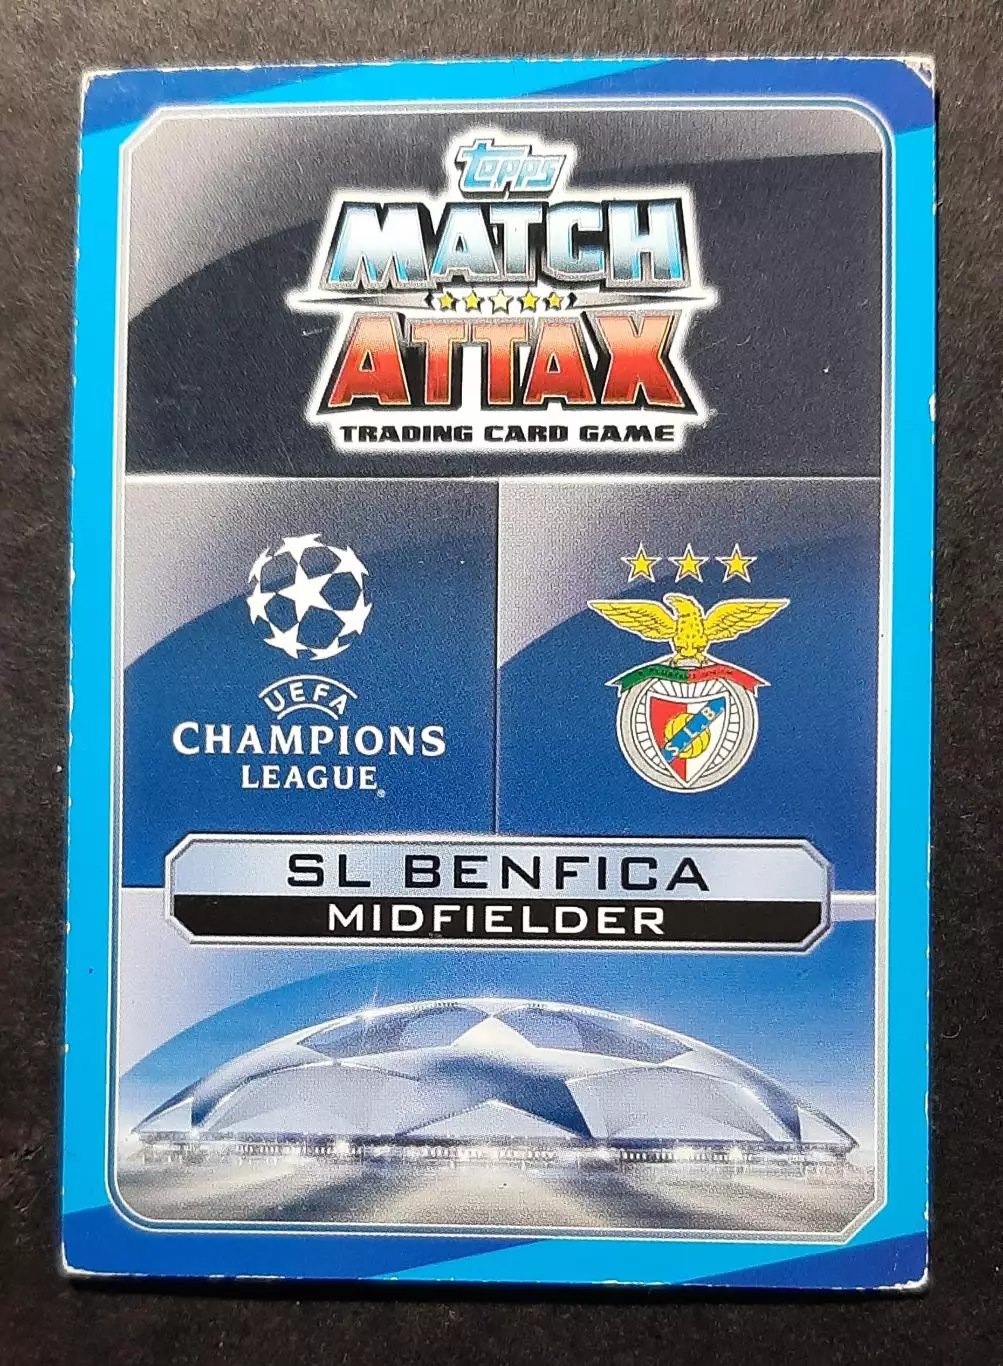 topps
MATCH
ATTAX
TRADING CARD GAME
UEFA
CHAMPIONS
LEAGUE
S.L.B.
SL BENFICA
MIDFIELDER